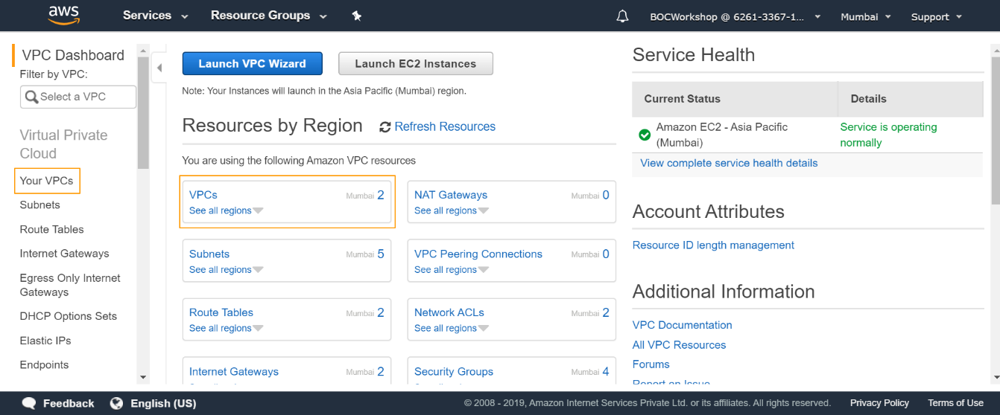 aws
Services
Resource Groups
BOCWorkshop @ 6261-3367-1...
Mumbai
Support
VPC Dashboard
Filter by VPC:
Select a VPC
Virtual Private
Cloud
Your VPCs
Subnets
Route Tables
Internet Gateways
Egress Only Internet
Gateways
DHCP Options Sets
Elastic IPs
Endpoints
Launch VPC Wizard
Launch EC2 Instances
Note: Your Instances will launch in the Asia Pacific (Mumbai) region.
Resources by Region
Refresh Resources
You are using the following Amazon VPC resources
VPCs Mumbai 2
See all regions
NAT Gateways Mumbai 0
See all regions
Subnets Mumbai 5
See all regions
VPC Peering Connections Mumbai 0
See all regions
Route Tables Mumbai 2
See all regions
Network ACLs Mumbai 2
See all regions
Internet Gateways Mumbai 2
Security Groups Mumbai 4
Service Health
Current Status Details
Amazon EC2 - Asia Pacific
(Mumbai)
Service is operating
normally
View complete service health details
Account Attributes
Resource ID length management
Additional Information
VPC Documentation
All VPC Resources
Forums
Report an Issue
Feedback
English (US)
© 2008 - 2019, Amazon Internet Services Private Ltd. or its affiliates. All rights reserved.
Privacy Policy
Terms of Use